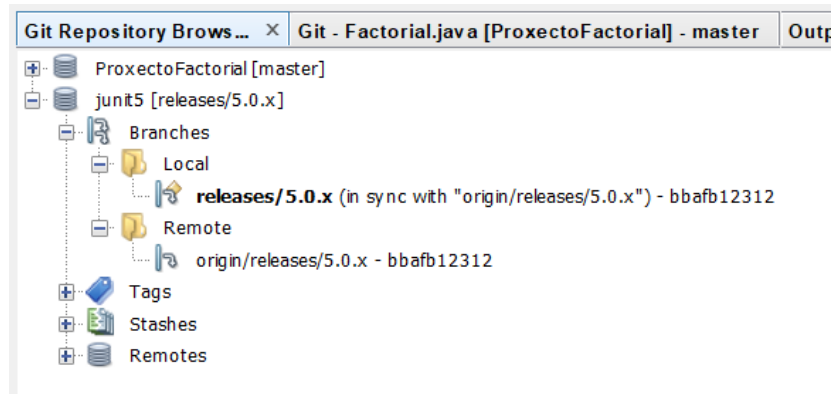 Git Repository Brows... × Git - Factorial.java [ProxectoFactorial] - master Outp
ProxectoFactorial [master]
junit5 [releases/5.0.x]
Branches
Local
releases/5.0.x (in sync with "origin/releases/5.0.x") - bbafb12312
Remote
origin/releases/5.0.x - bbafb12312
Tags
Stashes
Remotes